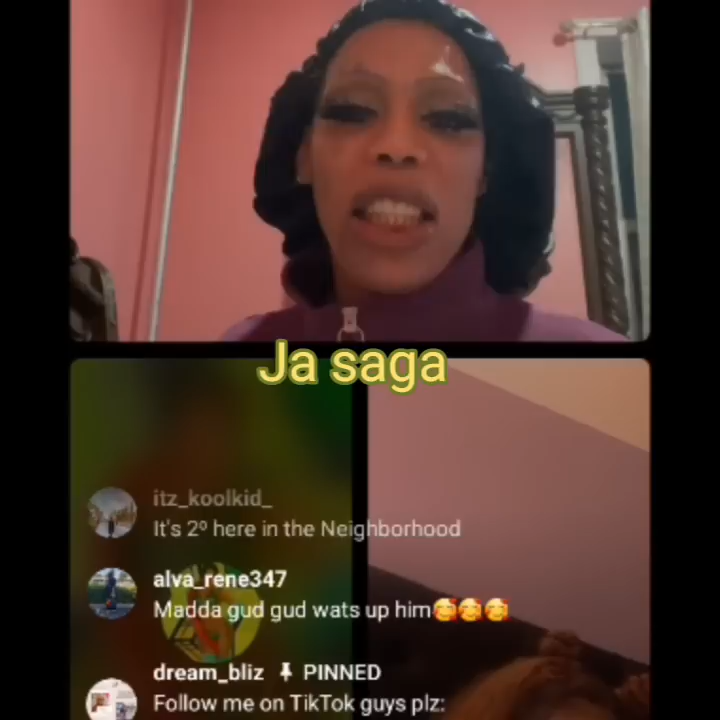 Ja saga
itz_koolkid_
It's 2º here in the Neighborhood
alva_rene347
Madda gud gud wats up him🥰🥰🥰
dream_bliz 📌 PINNED
Follow me on TikTok guys plz: